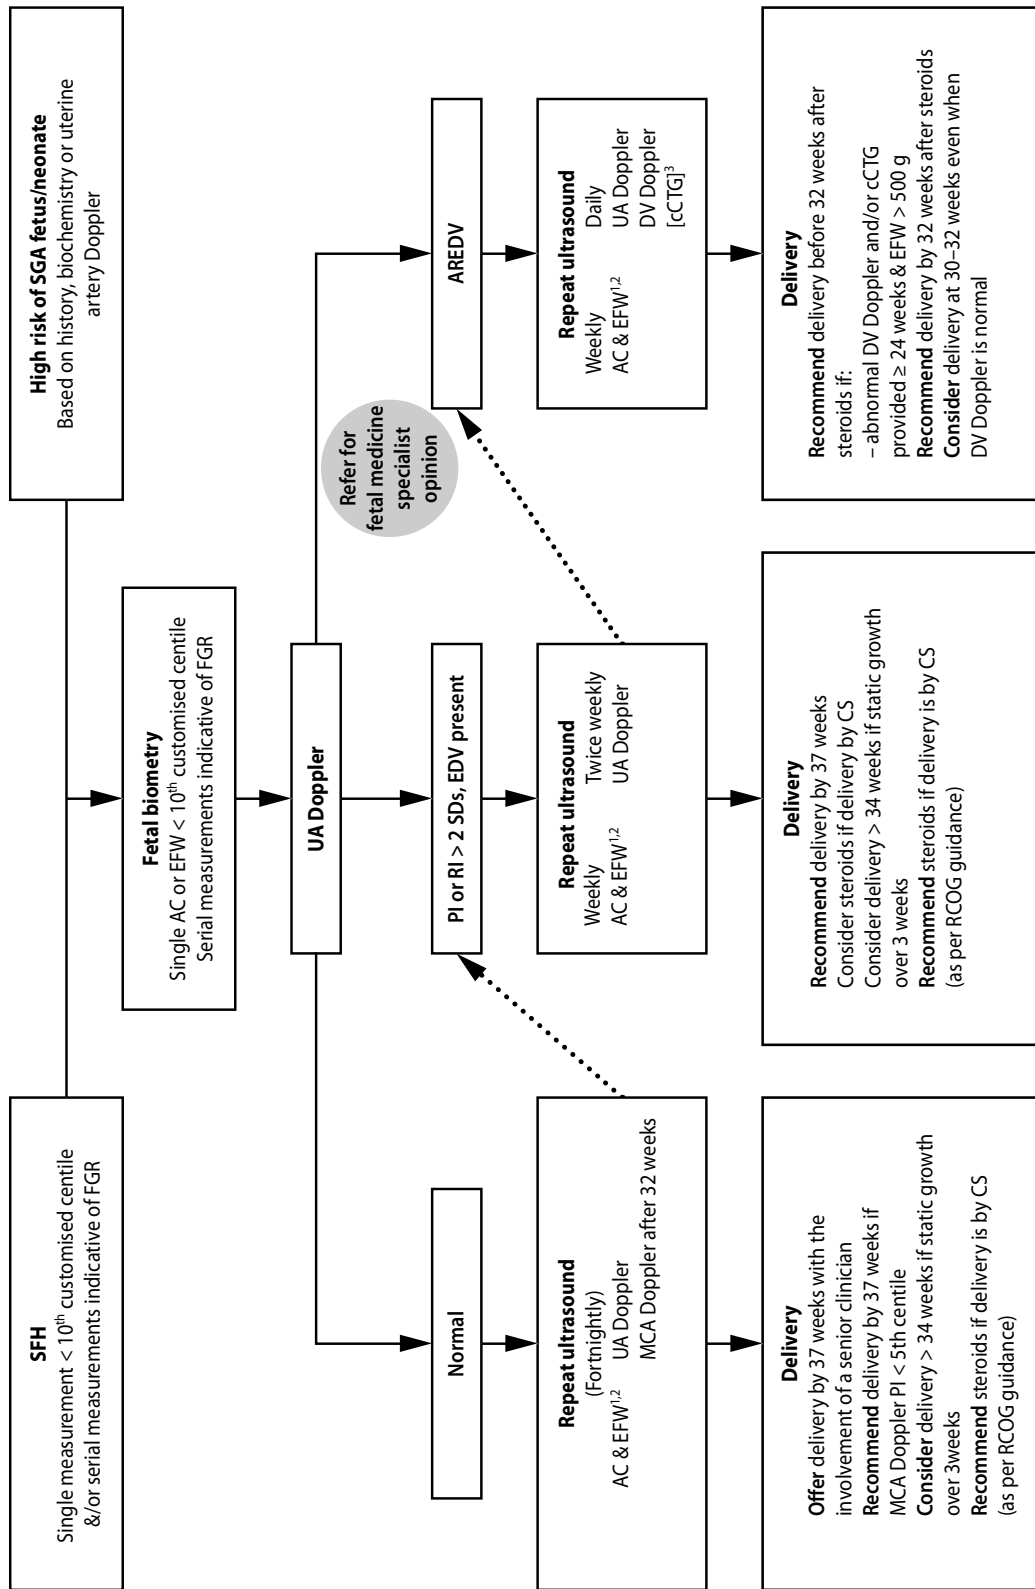 SFH
Single measurement < 10th customised centile
&/or serial measurements indicative of FGR
High risk of SGA fetus/neonate
Based on history, biochemistry or uterine
artery Doppler
Fetal biometry
Single AC or EFW < 10th customised centile
Serial measurements indicative of FGR
UA Doppler
Refer for
fetal medicine
specialist
opinion
Normal
PI or RI > 2 SDs, EDV present
AREDV
Repeat ultrasound
(Fortnightly)
AC & EFW1,2 UA Doppler
MCA Doppler after 32 weeks
Repeat ultrasound
Weekly Twice weekly
AC & EFW1,2 UA Doppler
Repeat ultrasound
Weekly Daily
AC & EFW1,2 UA Doppler
DV Doppler
[cCTG]3
Delivery
Offer delivery by 37 weeks with the
involvement of a senior clinician
Recommend delivery by 37 weeks if
MCA Doppler PI < 5th centile
Consider delivery > 34 weeks if static growth
over 3weeks
Recommend steroids if delivery is by CS
(as per RCOG guidance)
Delivery
Recommend delivery by 37 weeks
Consider steroids if delivery by CS
Consider delivery > 34 weeks if static growth
over 3 weeks
Recommend steroids if delivery is by CS
(as per RCOG guidance)
Delivery
Recommend delivery before 32 weeks after
steroids if:
– abnormal DV Doppler and/or cCTG
provided ≥ 24 weeks & EFW > 500 g
Recommend delivery by 32 weeks after steroids
Consider delivery at 30–32 weeks even when
DV Doppler is normal